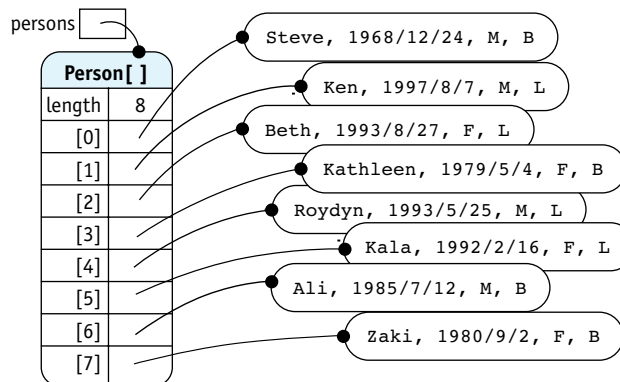 persons
Person[ ]
length 8
[0]
[1]
[2]
[3]
[4]
[5]
[6]
[7]
Steve, 1968/12/24, M, B
Ken, 1997/8/7, M, L
Beth, 1993/8/27, F, L
Kathleen, 1979/5/4, F, B
Roydyn, 1993/5/25, M, L
Kala, 1992/2/16, F, L
Ali, 1985/7/12, M, B
Zaki, 1980/9/2, F, B